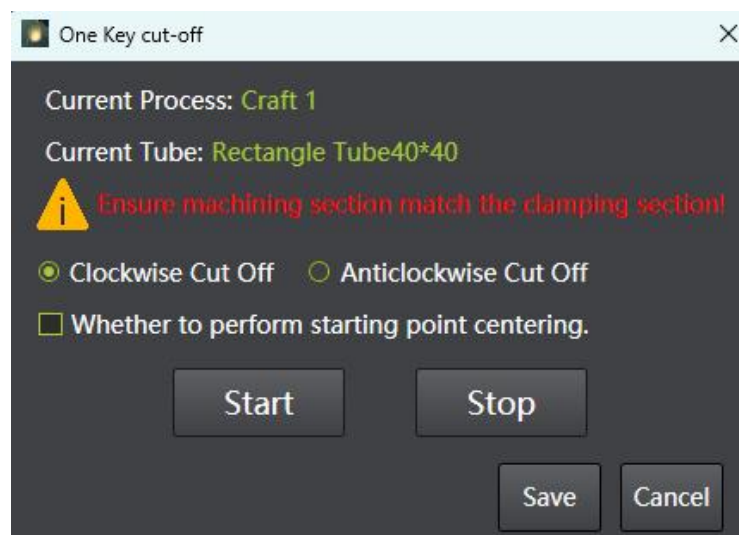 One Key cut-off
Current Process: Craft 1
Current Tube: Rectangle Tube40*40
Ensure machining section match the clamping section!
Clockwise Cut Off Anticlockwise Cut Off
Whether to perform starting point centering.
Start Stop
Save Cancel